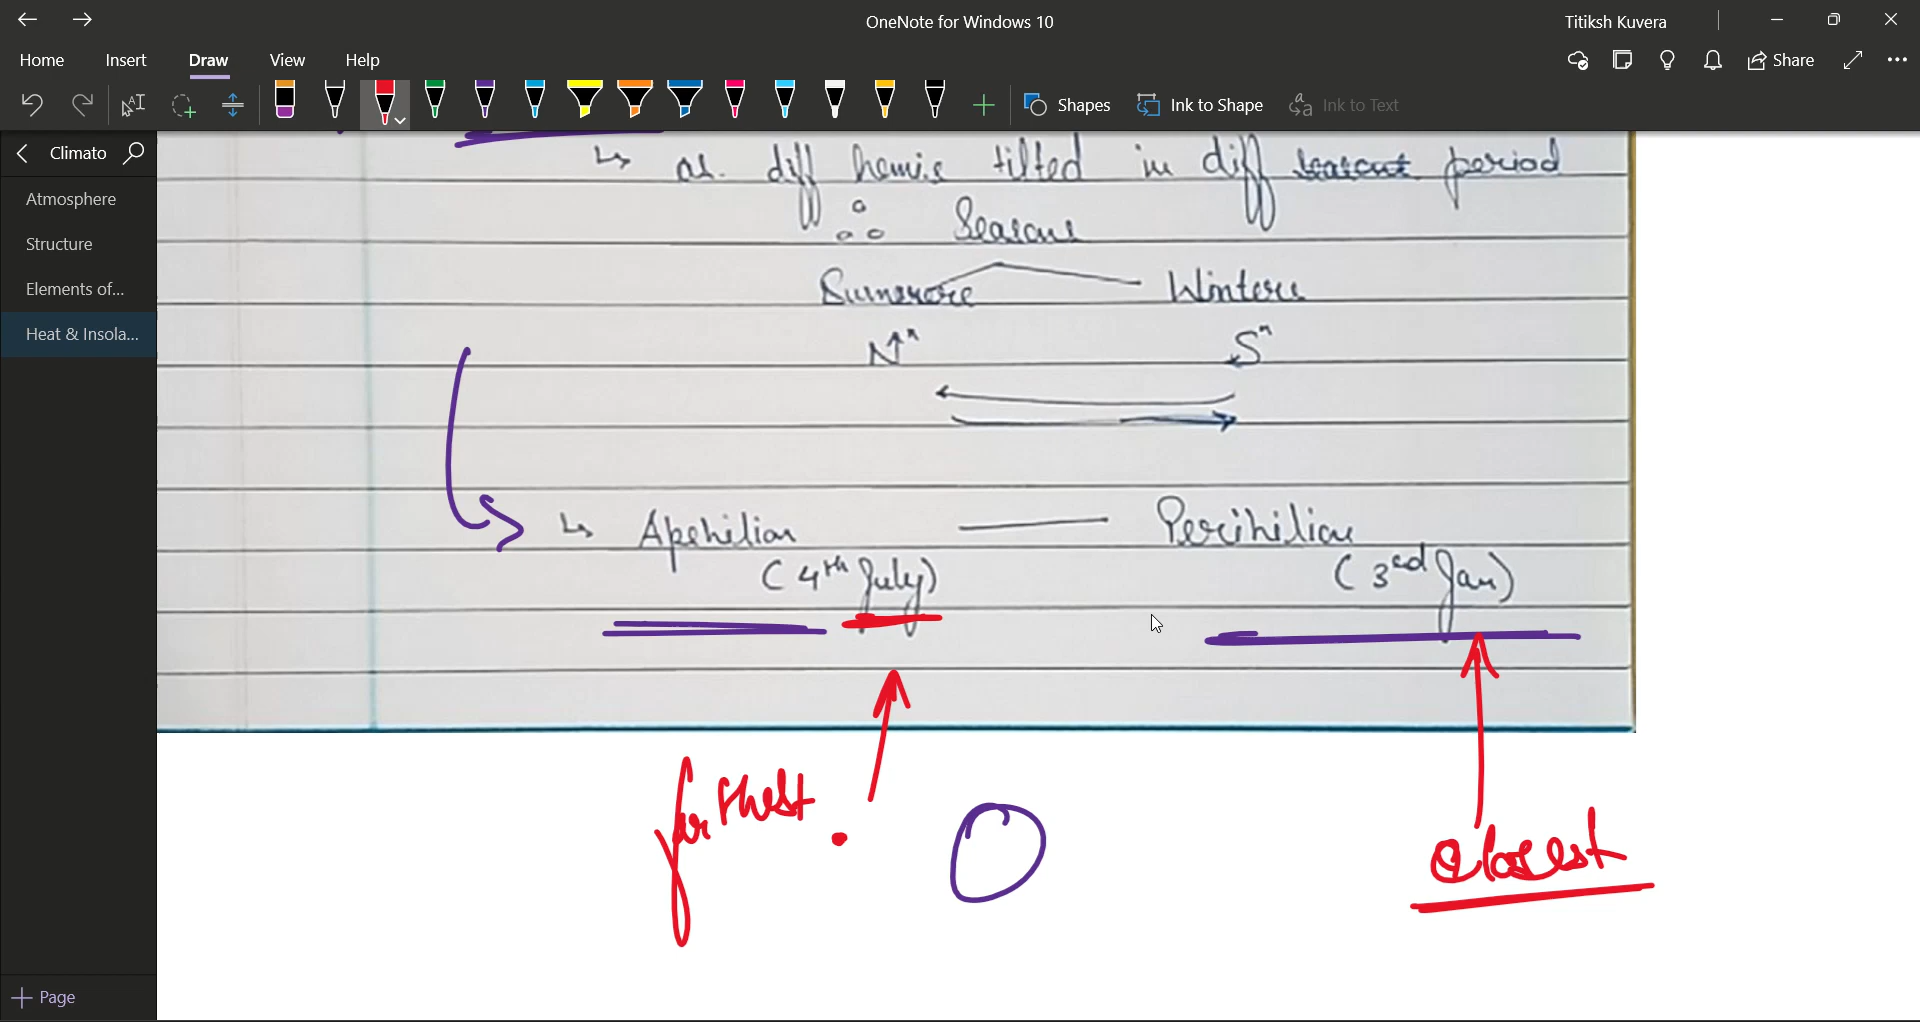 OneNote for Windows 10
Titiksh Kuvera
Home Insert Draw View Help
Share
Shapes Ink to Shape Ink to Text
Climato
Atmosphere
Structure
Elements of...
Heat & Insola...
Page
as. diff hemis tilted in diff period
Seasons
Summers Winters
N S
Apehilion — Perihilion
(4th July) (3rd Jan)
farthest.
closest